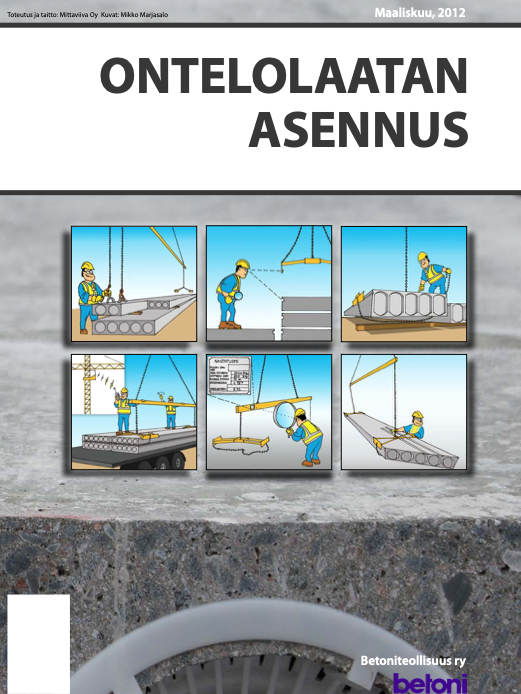 Toteutus ja taitto: Mittaviiva Oy Kuvat: Mikko Marjasalo
Maaliskuu, 2012
ONTELOLAATAN
ASENNUS
Betoniteollisuus ry
betoni